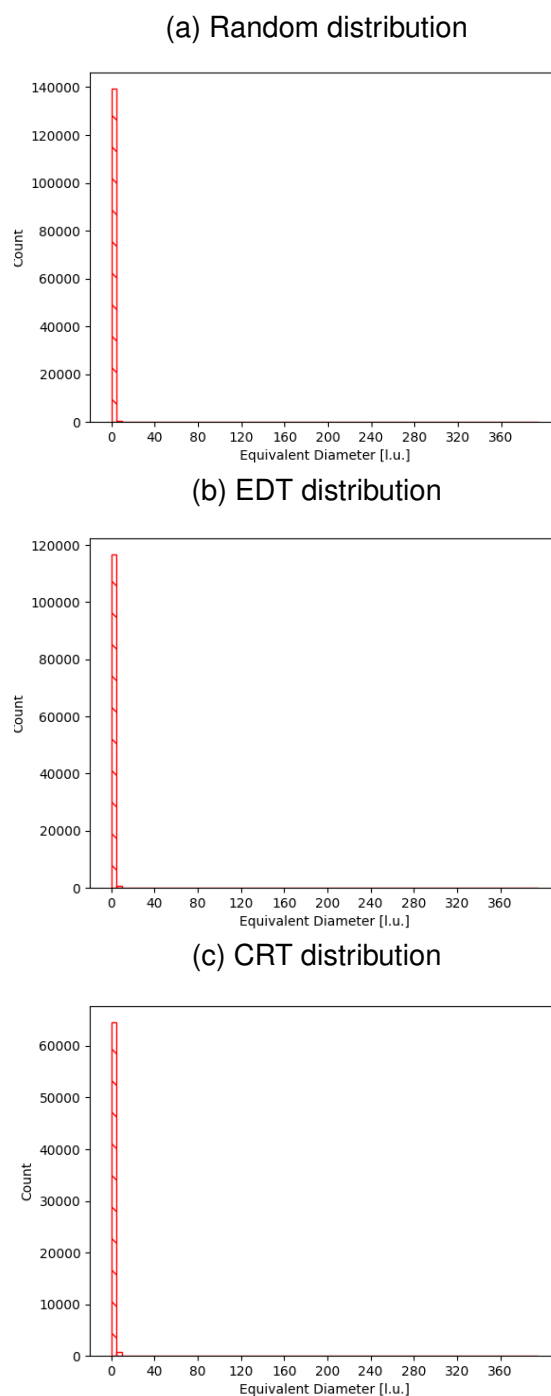 (a) Random distribution
140000
120000
100000
80000
60000
40000
20000
0
Count
0 40 80 120 160 200 240 280 320 360
Equivalent Diameter [l.u.]
(b) EDT distribution
120000
100000
80000
60000
40000
20000
0
Count
0 40 80 120 160 200 240 280 320 360
Equivalent Diameter [l.u.]
(c) CRT distribution
60000
50000
40000
30000
20000
10000
0
Count
0 40 80 120 160 200 240 280 320 360
Equivalent Diameter [l.u.]